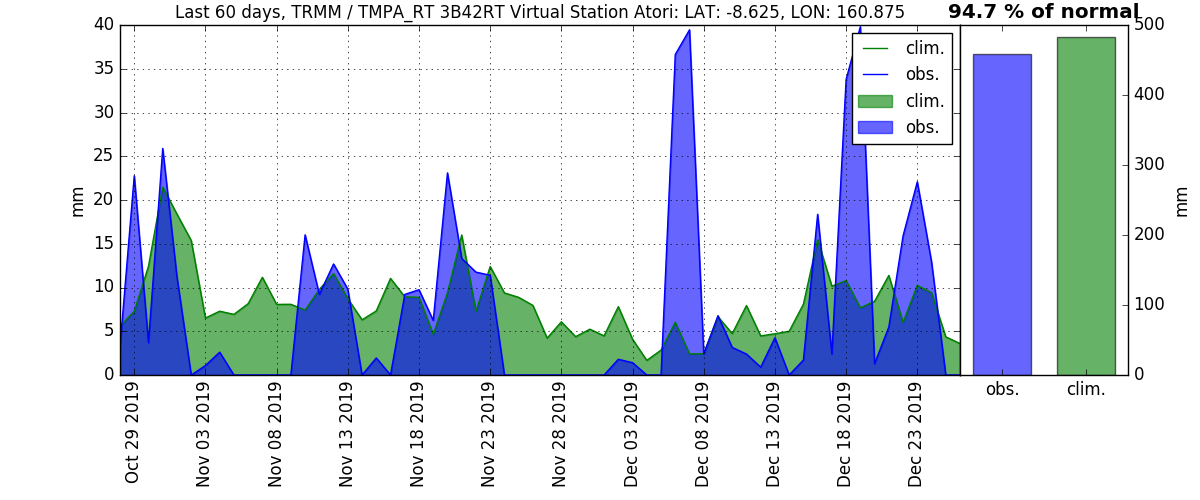 Last 60 days, TRMM / TMPA_RT 3B42RT Virtual Station Atori: LAT: -8.625, LON: 160.875
94.7 % of normal
40
35
30
25
20
15
10
5
0
mm
clim.
obs.
clim.
obs.
Oct 29 2019
Nov 03 2019
Nov 08 2019
Nov 13 2019
Nov 18 2019
Nov 23 2019
Nov 28 2019
Dec 03 2019
Dec 08 2019
Dec 13 2019
Dec 18 2019
Dec 23 2019
500
400
300
200
100
0
mm
obs.
clim.